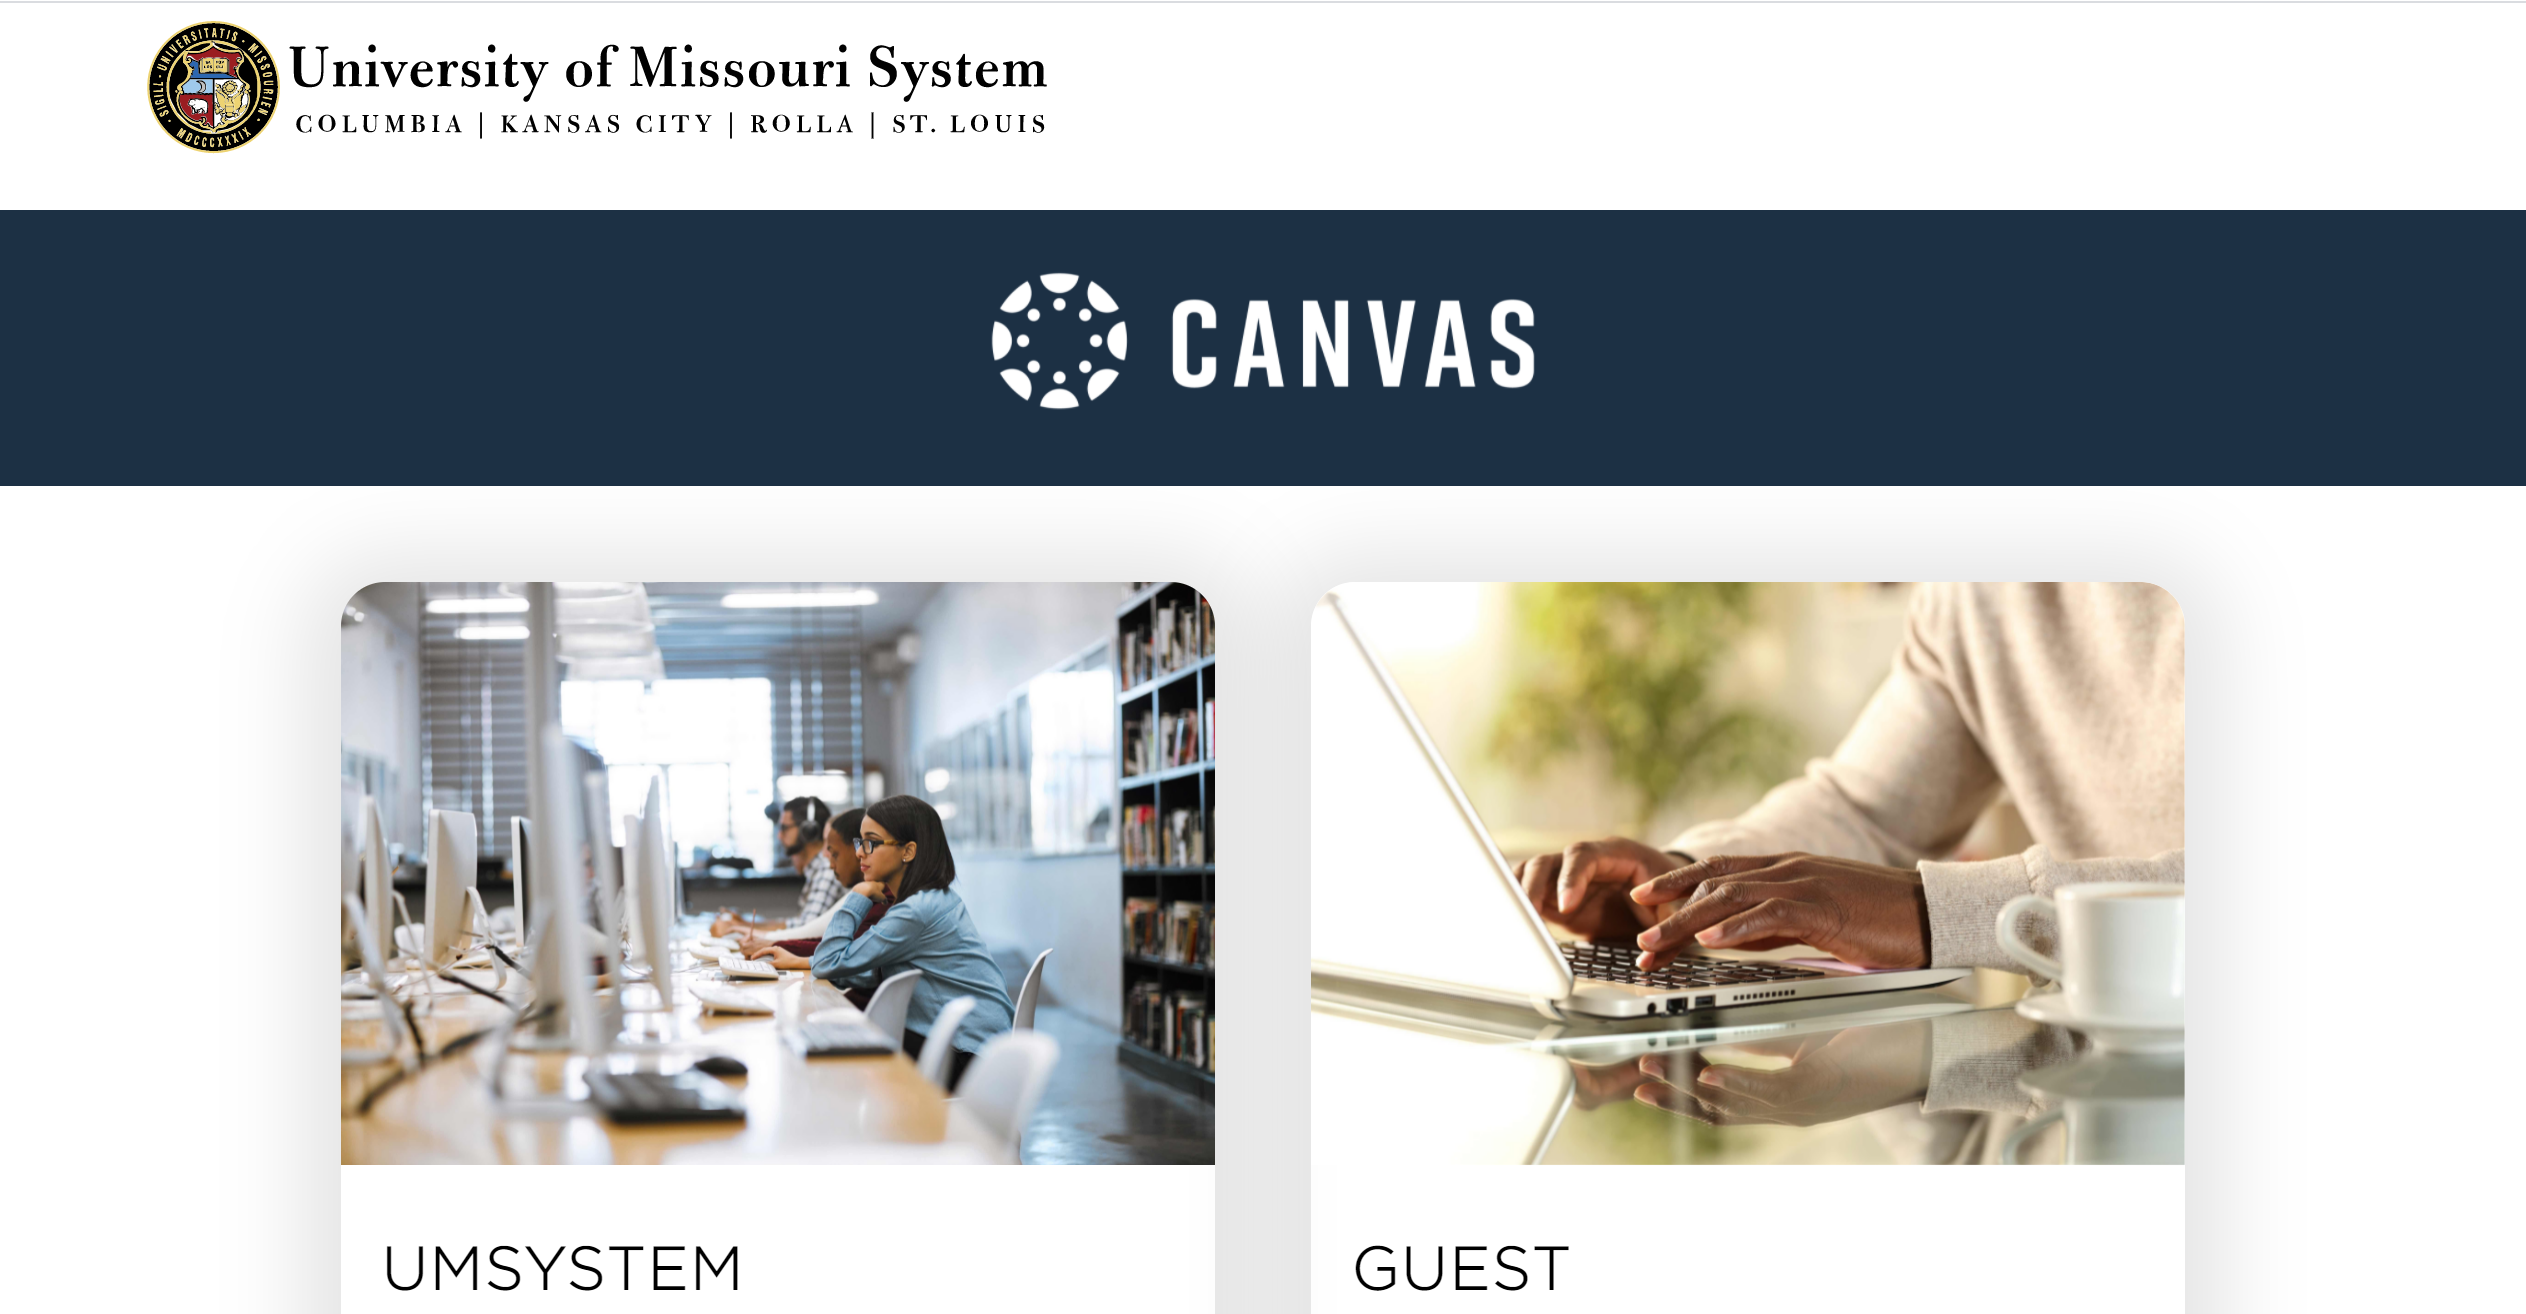 SIGILL · UNIVERSITATIS · MISSOURIEN ·
MDCCCXXXIX
University of Missouri System
COLUMBIA | KANSAS CITY | ROLLA | ST. LOUIS
CANVAS
UMSYSTEM
GUEST